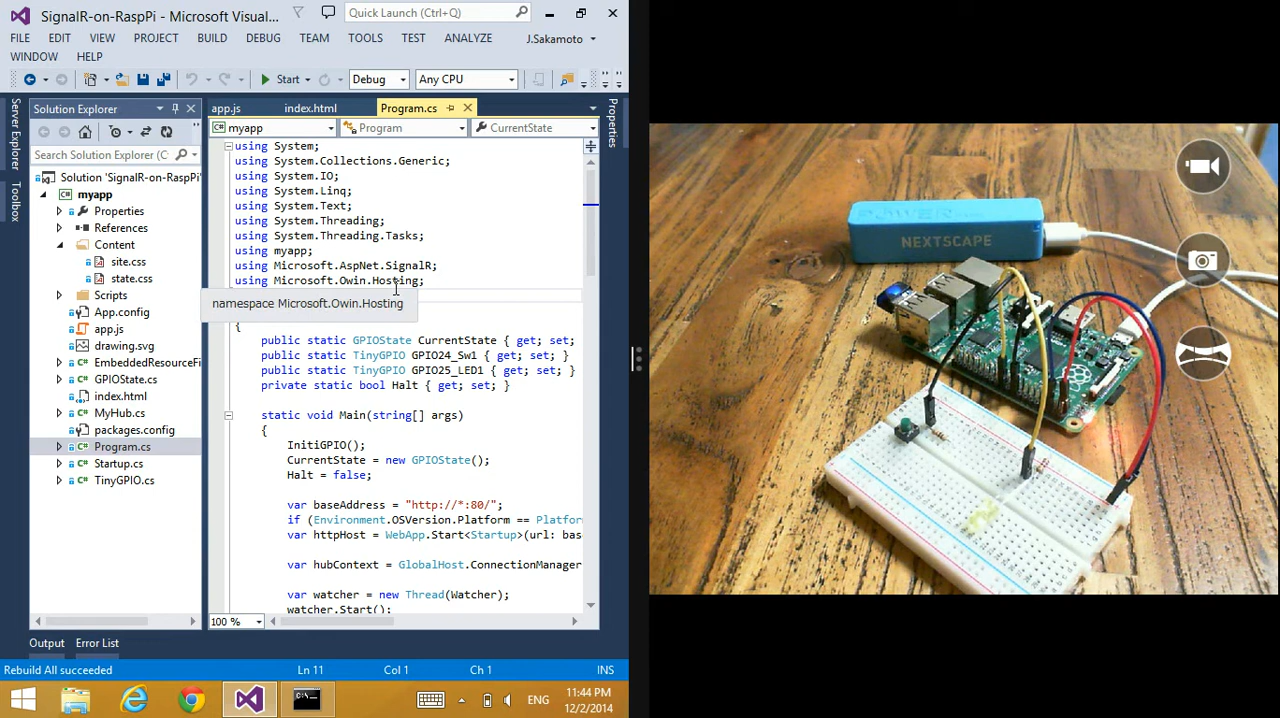 SignalR-on-RaspPi - Microsoft Visual...
Quick Launch (Ctrl+Q)
FILE EDIT VIEW PROJECT BUILD DEBUG TEAM TOOLS TEST ANALYZE
J.Sakamoto
WINDOW HELP
Start
Debug
Any CPU
Server Explorer
Toolbox
Solution Explorer
Search Solution Explorer (C
Solution 'SignalR-on-RaspPi'
myapp
Properties
References
Content
site.css
state.css
Scripts
App.config
app.js
drawing.svg
EmbeddedResourceFi
GPIOState.cs
index.html
MyHub.cs
packages.config
Program.cs
Startup.cs
TinyGPIO.cs
app.js index.html Program.cs
myapp Program CurrentState
using System;
using System.Collections.Generic;
using System.IO;
using System.Linq;
using System.Text;
using System.Threading;
using System.Threading.Tasks;
using myapp;
using Microsoft.AspNet.SignalR;
using Microsoft.Owin.Hosting;
namespace Microsoft.Owin.Hosting
{
public static GPIOState CurrentState { get; set;
public static TinyGPIO GPIO24_Sw1 { get; set; }
public static TinyGPIO GPIO25_LED1 { get; set; }
private static bool Halt { get; set; }
static void Main(string[] args)
{
InitiGPIO();
CurrentState = new GPIOState();
Halt = false;
var baseAddress = "http://*:80/";
if (Environment.OSVersion.Platform == Platfor
var httpHost = WebApp.Start<Startup>(url: bas
var hubContext = GlobalHost.ConnectionManager
var watcher = new Thread(Watcher);
watcher.Start();
100 %
Properties
Output Error List
Rebuild All succeeded
Ln 11 Col 1 Ch 1 INS
ENG
11:44 PM
12/2/2014
POWER
NEXTSCAPE